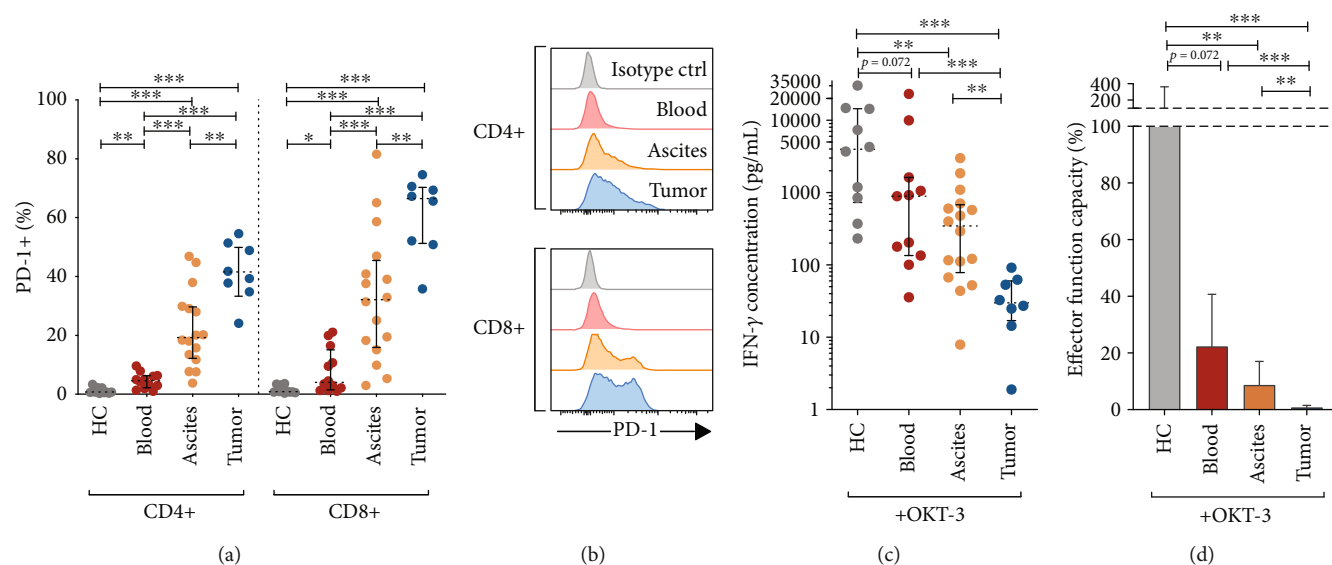 *** ***
*** ***
*** ***
*** ***
** ** * **
PD-1+ (%)
100
80
60
40
20
0
HC Blood Ascites Tumor HC Blood Ascites Tumor
CD4+ CD8+
(a)
CD4+
Isotype ctrl
Blood
Ascites
Tumor
CD8+
PD-1
(b)
***
**
p = 0.072 ***
**
IFN-γ concentration (pg/mL)
35000
20000
10000
5000
1000
500
100
50
10
5
1
HC Blood Ascites Tumor
+OKT-3
(c)
***
**
p = 0.072 ***
**
Effector function capacity (%)
400
200
100
80
60
40
20
0
HC Blood Ascites Tumor
+OKT-3
(d)